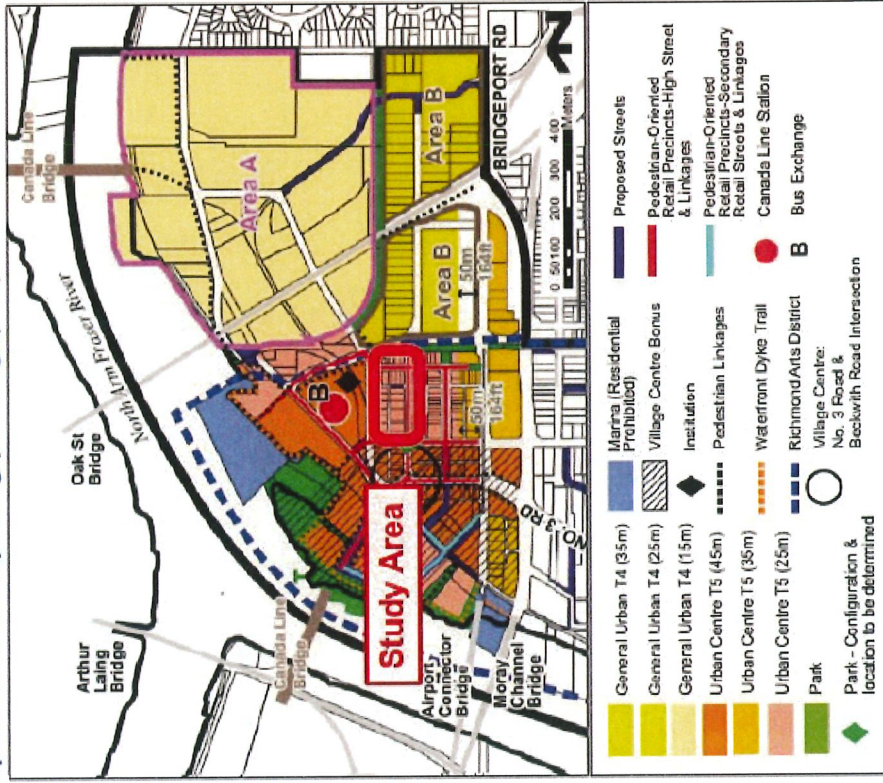 Canada Line
Bridge
North Arm Fraser River
Oak St
Bridge
Arthur
Laing
Bridge
Canada Line
Bridge
Area A
Area B
Area B
BRIDGEPORT RD
50m
164ft
50m
164ft
B
Study Area
NO. 3 RD
T
Airport
Connector
Bridge
Moray
Channel
Bridge
0 50 100 200 300 400
Meters
General Urban T4 (35m)
General Urban T4 (25m)
General Urban T4 (15m)
Urban Centre T5 (45m)
Urban Centre T5 (35m)
Urban Centre T5 (25m)
Park
Park - Configuration &
location to be determined
Marina (Residential
Prohibited)
Village Centre Bonus
Institution
Pedestrian Linkages
Waterfront Dyke Trail
Richmond Arts District
Village Centre:
No. 3 Road &
Beckwith Road Intersection
Proposed Streets
Pedestrian-Oriented
Retail Precincts-High Street
& Linkages
Pedestrian-Oriented
Retail Precincts-Secondary
Retail Streets & Linkages
Canada Line Station
B Bus Exchange